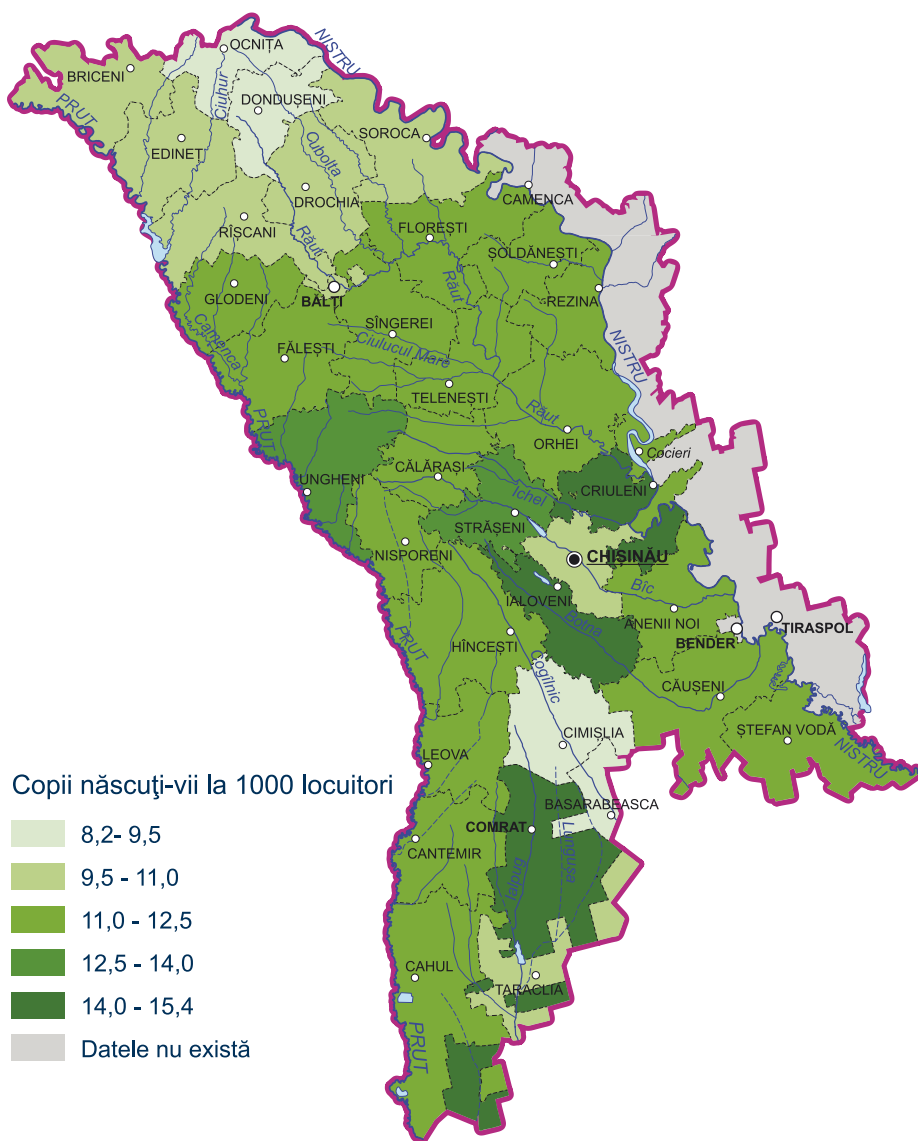 OCNIȚA
NISTRU
BRICENI
PRUT
Ciuhur
DONDUȘENI
SOROCA
EDINEȚ
Cubolta
CAMENCA
DROCHIA
RÎȘCANI
FLOREȘTI
Răut
ȘOLDĂNEȘTI
GLODENI
BĂLȚI
Răut
REZINA
Camenca
SÎNGEREI
NISTRU
FĂLEȘTI
Ciulucul Mare
TELENEȘTI
PRUT
Răut
ORHEI
Cocieri
UNGHENI
CĂLĂRAȘI
Ichel
CRIULENI
STRĂȘENI
NISPORENI
CHIȘINĂU
IALOVENI
Bîc
PRUT
Botna
ANENII NOI
TIRASPOL
HÎNCEȘTI
BENDER
Cogîlnic
CĂUȘENI
CIMIȘLIA
ȘTEFAN VODĂ
NISTRU
LEOVA
BASARABEASCA
COMRAT
Lunguța
CANTEMIR
Ialpug
CAHUL
TARACLIA
PRUT
Copii născuţi-vii la 1000 locuitori
8,2- 9,5
9,5 - 11,0
11,0 - 12,5
12,5 - 14,0
14,0 - 15,4
Datele nu există